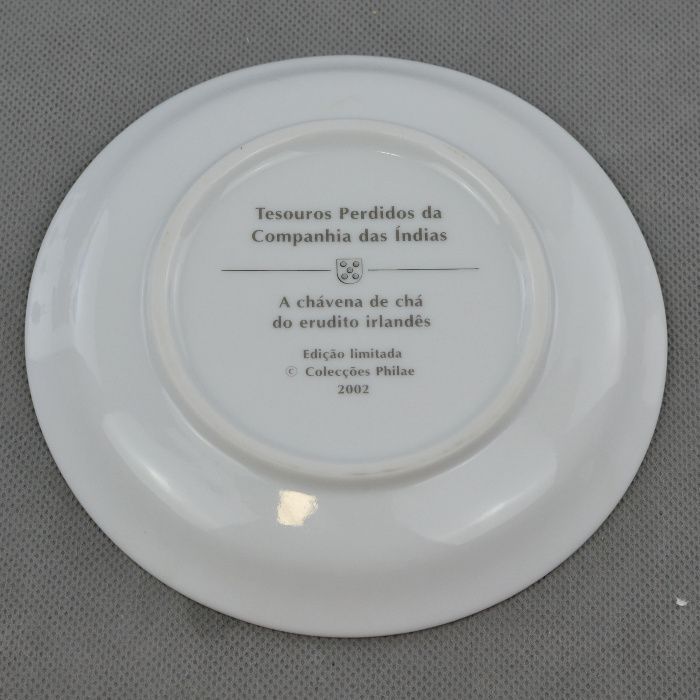 Tesouros Perdidos da
Companhia das Índias
A chávena de chá
do erudito irlandês
Edição limitada
© Colecções Philae
2002